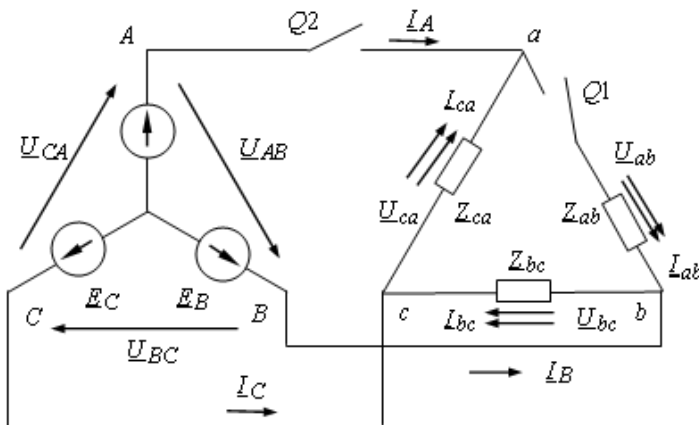 Q2
I_A
A
a
Q1
I_ca
U_CA
U_AB
U_ab
U_ca
Z_ca
Z_ab
Z_bc
I_ab
E_C
E_B
C
B
c
I_bc
U_bc
b
U_BC
I_B
I_C